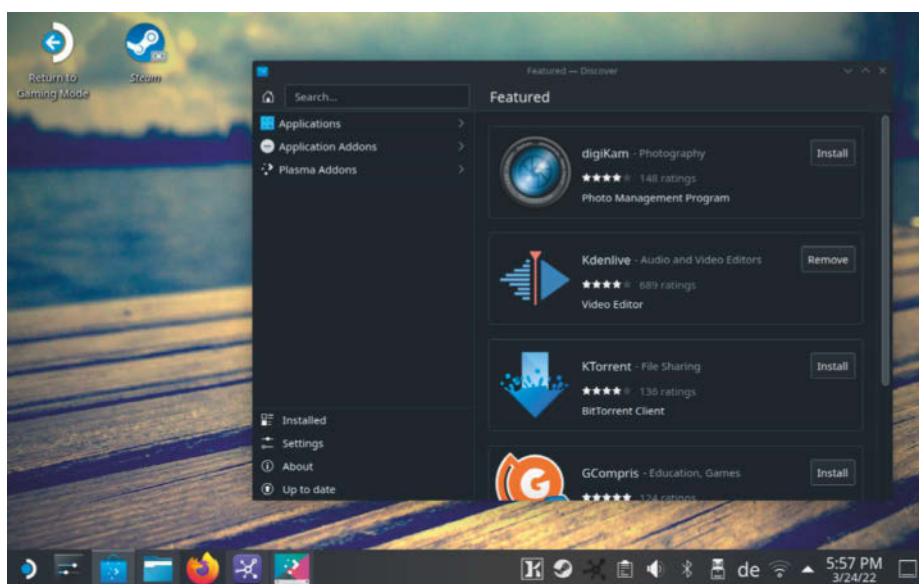 Return to
Gaming Mode
Steam
Featured — Discover
Search...
Featured
Applications
Application Addons
Plasma Addons
digiKam - Photography
Install
148 ratings
Photo Management Program
Kdenlive - Audio and Video Editors
Remove
689 ratings
Video Editor
KTorrent - File Sharing
Install
136 ratings
BitTorrent Client
GCompris - Education, Games
Install
124 ratings
Installed
Settings
About
Up to date
de
5:57 PM
3/24/22